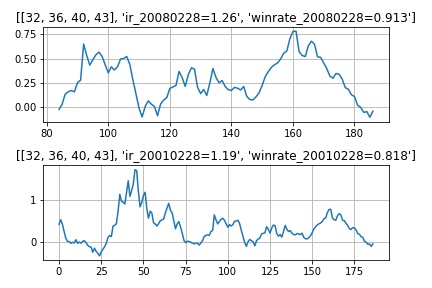 [[32, 36, 40, 43], 'ir_20080228=1.26', 'winrate_20080228=0.913']
0.75
0.50
0.25
0.00
80 100 120 140 160 180
[[32, 36, 40, 43], 'ir_20010228=1.19', 'winrate_20010228=0.818']
1
0
0 25 50 75 100 125 150 175